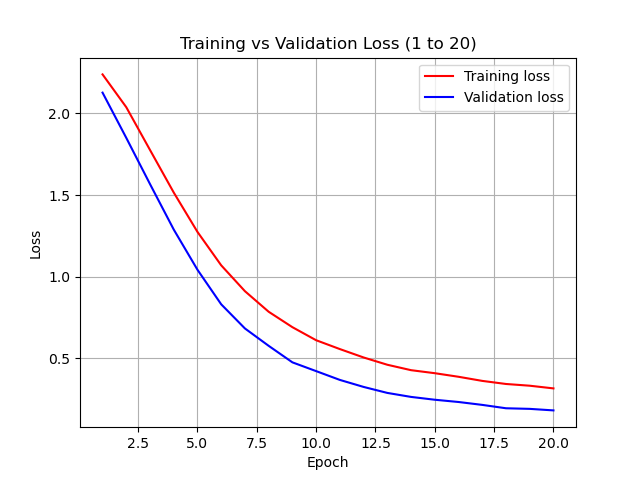 Training vs Validation Loss (1 to 20)
Training loss
Validation loss
2.0
1.5
1.0
0.5
Loss
2.5 5.0 7.5 10.0 12.5 15.0 17.5 20.0
Epoch